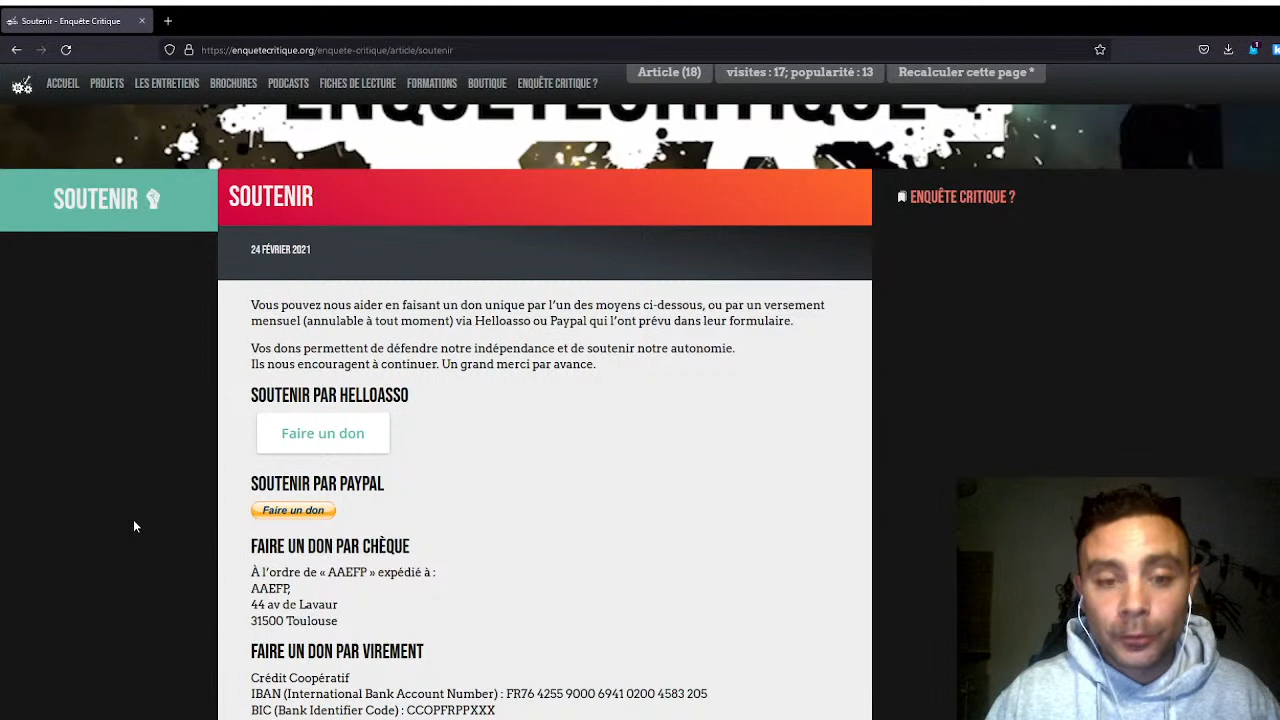 Soutenir - Enquête Critique
https://enquetecritique.org/enquete-critique/article/soutenir
ACCUEIL PROJETS LES ENTRETIENS BROCHURES PODCASTS FICHES DE LECTURE FORMATIONS BOUTIQUE ENQUÊTE CRITIQUE ?
Article (18) visites : 17; popularité : 13 Recalculer cette page *
ENQUETECRITIQUE
SOUTENIR
SOUTENIR
ENQUÊTE CRITIQUE ?
24 FÉVRIER 2021
Vous pouvez nous aider en faisant un don unique par l'un des moyens ci-dessous, ou par un versement
mensuel (annulable à tout moment) via Helloasso ou Paypal qui l'ont prévu dans leur formulaire.
Vos dons permettent de défendre notre indépendance et de soutenir notre autonomie.
Ils nous encouragent à continuer. Un grand merci par avance.
SOUTENIR PAR HELLOASSO
Faire un don
SOUTENIR PAR PAYPAL
Faire un don
FAIRE UN DON PAR CHÈQUE
À l'ordre de « AAEFP » expédié à :
AAEFP,
44 av de Lavaur
31500 Toulouse
FAIRE UN DON PAR VIREMENT
Crédit Coopératif
IBAN (International Bank Account Number) : FR76 4255 9000 6941 0200 4583 205
BIC (Bank Identifier Code) : CCOPFRPPXXX